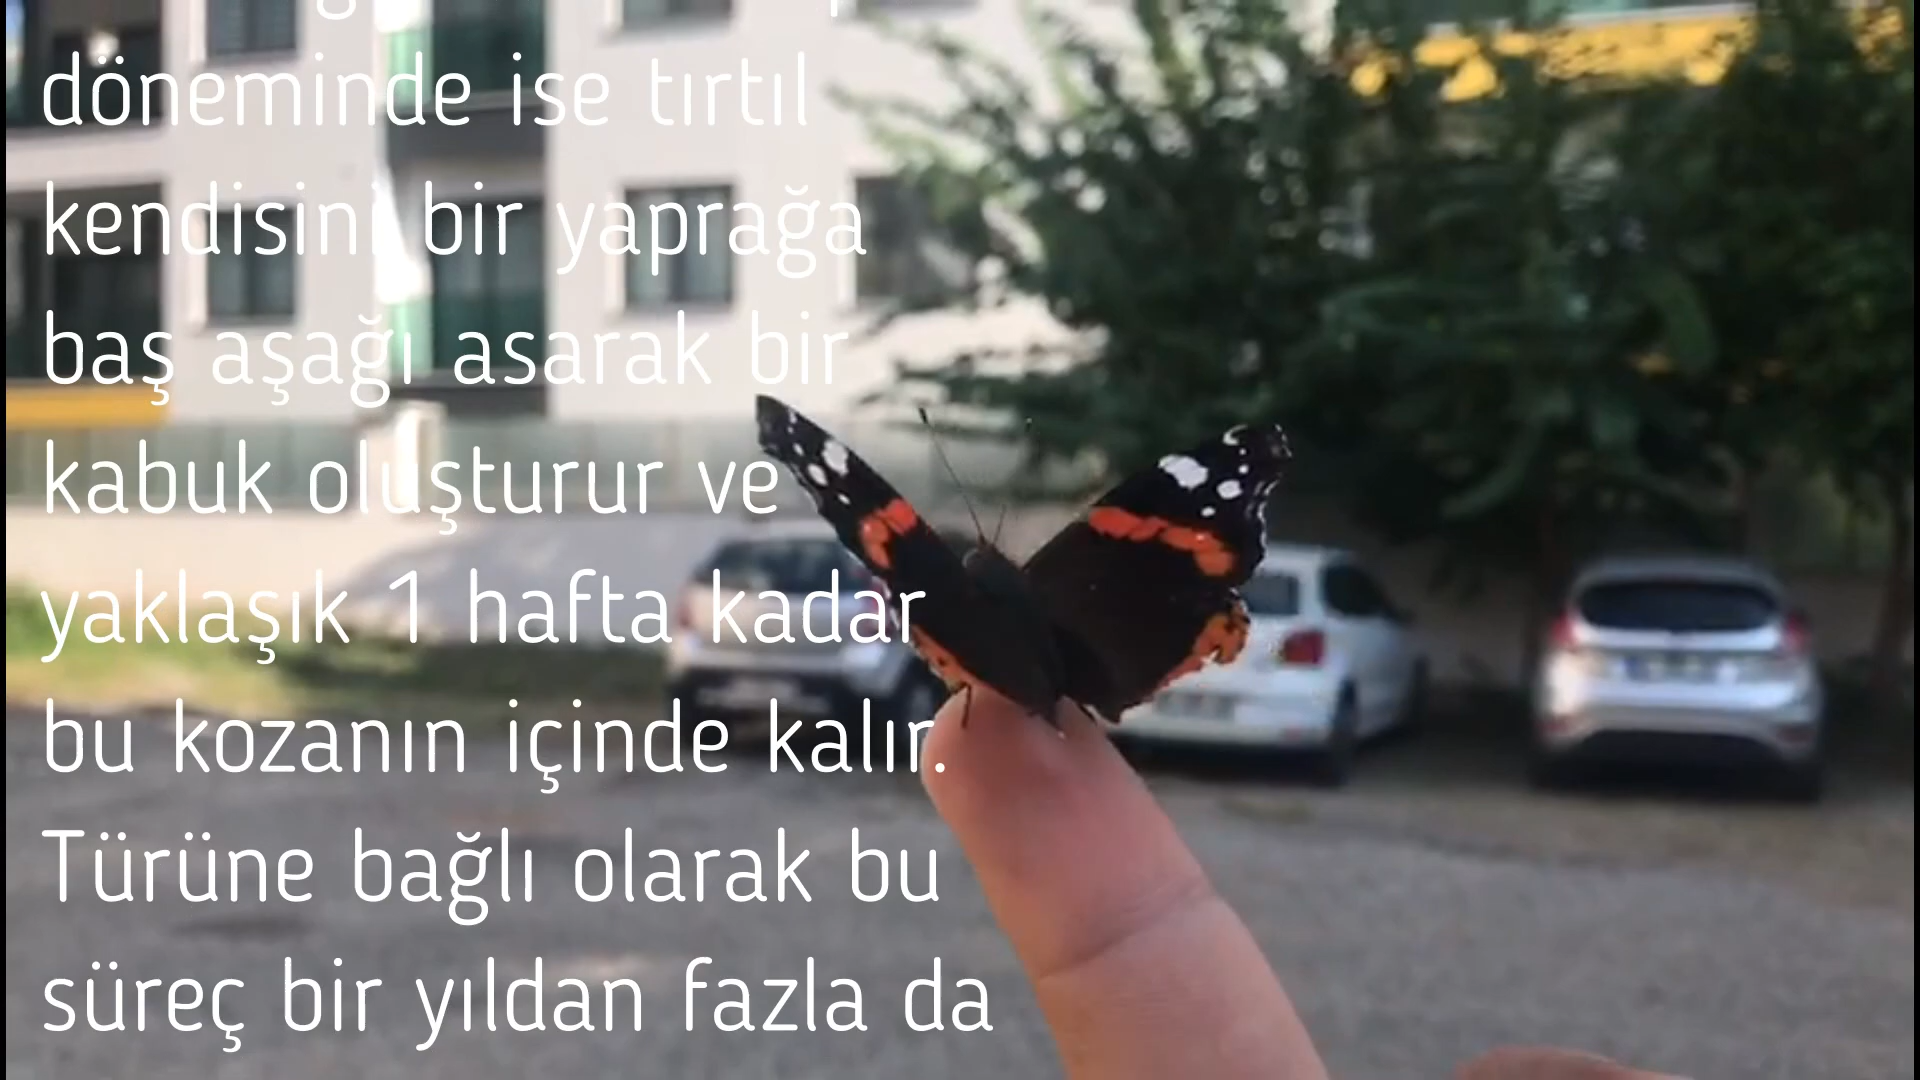 döneminde ise tırtıl
kendisini bir yaprağa
baş aşağı asarak bir
kabuk oluşturur ve
yaklaşık 1 hafta kadar
bu kozanın içinde kalır.
Türüne bağlı olarak bu
süreç bir yıldan fazla da